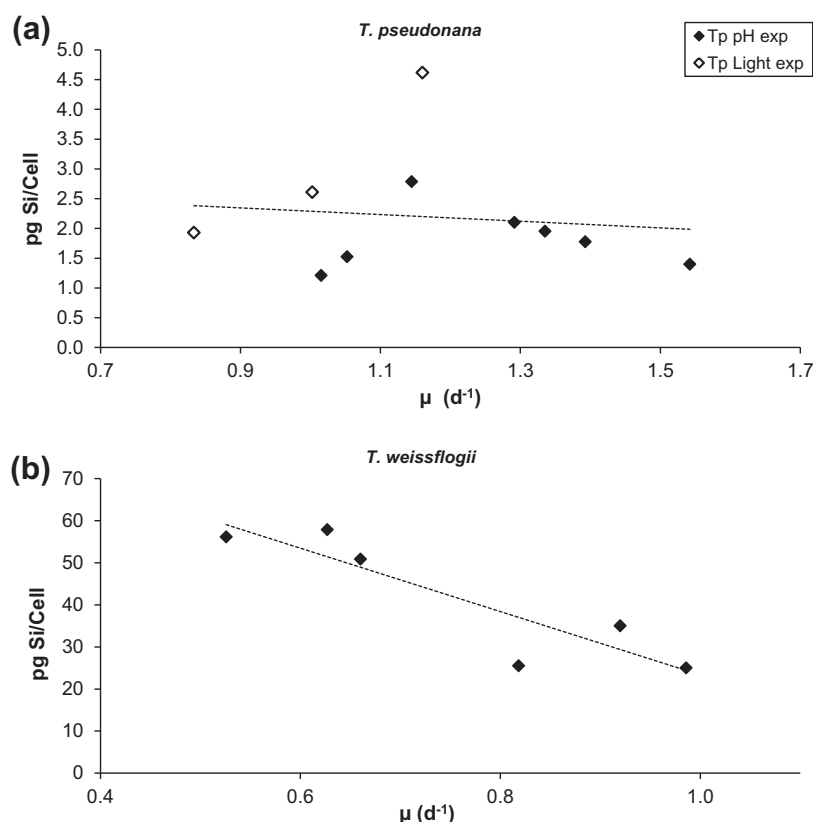 (a)
T. pseudonana
Tp pH exp
Tp Light exp
pg Si/Cell
5.0
4.5
4.0
3.5
3.0
2.5
2.0
1.5
1.0
0.5
0.0
0.7 0.9 1.1 1.3 1.5 1.7
µ (d-1)
(b)
T. weissflogii
pg Si/Cell
70
60
50
40
30
20
10
0
0.4 0.6 0.8 1.0
µ (d-1)